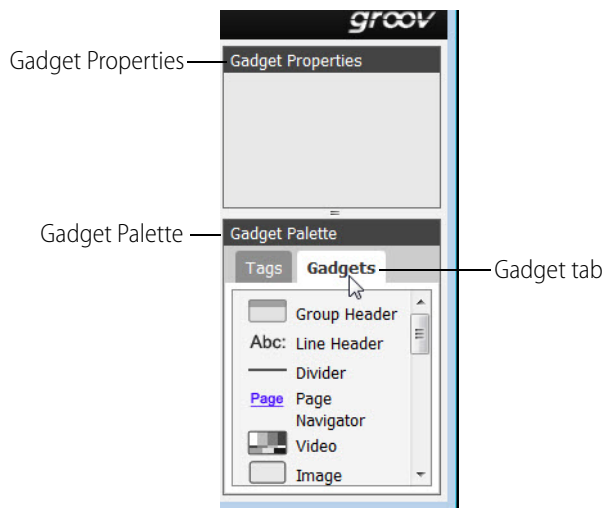 groov
Gadget Properties
Gadget Properties
Gadget Palette
Gadget Palette
Tags
Gadgets
Gadget tab
Group Header
Abc:
Line Header
Divider
Page
Page
Navigator
Video
Image